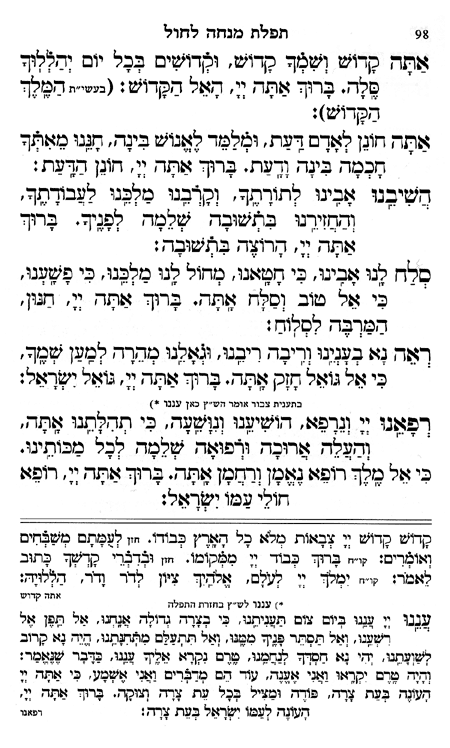 98 תפלת מנחה לחול
אַתָּה קָדוֹשׁ וְשִׁמְךָ קָדוֹשׁ, וּקְדוֹשִׁים בְּכָל יוֹם יְהַלְלוּךָ
סֶּלָה. בָּרוּךְ אַתָּה יְיָ, הָאֵל הַקָּדוֹשׁ: (בעשי״ת הַמֶּלֶךְ
הַקָּדוֹשׁ):
אַתָּה חוֹנֵן לְאָדָם דַּעַת, וּמְלַמֵּד לֶאֱנוֹשׁ בִּינָה, חָנֵּנוּ מֵאִתְּךָ
חָכְמָה בִּינָה וָדָעַת. בָּרוּךְ אַתָּה יְיָ, חוֹנֵן הַדָּעַת:
הֲשִׁיבֵנוּ אָבִינוּ לְתוֹרָתֶךָ, וְקָרְבֵנוּ מַלְכֵּנוּ לַעֲבוֹדָתֶךָ,
וְהַחֲזִירֵנוּ בִּתְשׁוּבָה שְׁלֵמָה לְפָנֶיךָ. בָּרוּךְ
אַתָּה יְיָ, הָרוֹצֶה בִּתְשׁוּבָה:
סְלַח לָנוּ אָבִינוּ, כִּי חָטָאנוּ, מְחוֹל לָנוּ מַלְכֵּנוּ, כִּי פָשָׁעְנוּ,
כִּי אֵל טוֹב וְסַלָּח אָתָּה. בָּרוּךְ אַתָּה יְיָ, חַנּוּן,
הַמַּרְבֶּה לִסְלוֹחַ:
רְאֵה נָא בְעָנְיֵנוּ וְרִיבָה רִיבֵנוּ, וּגְאָלֵנוּ מְהֵרָה לְמַעַן שְׁמֶךָ,
כִּי אֵל גּוֹאֵל חָזָק אָתָּה. בָּרוּךְ אַתָּה יְיָ, גּוֹאֵל יִשְׂרָאֵל:
בתענית צבור אומר הש״ץ כאן עננו *)
רְפָאֵנוּ יְיָ וְנֵרָפֵא, הוֹשִׁיעֵנוּ וְנִוָּשֵׁעָה, כִּי תְהִלָּתֵנוּ אָתָּה,
וְהַעֲלֵה אֲרוּכָה וּרְפוּאָה שְׁלֵמָה לְכָל מַכּוֹתֵינוּ.
כִּי אֵל מֶלֶךְ רוֹפֵא נֶאֱמָן וְרַחֲמָן אָתָּה. בָּרוּךְ אַתָּה יְיָ, רוֹפֵא
חוֹלֵי עַמּוֹ יִשְׂרָאֵל:
קָדוֹשׁ קָדוֹשׁ יְיָ צְבָאוֹת מְלֹא כָל הָאָרֶץ כְּבוֹדוֹ. חזן לְעֻמָּתָם מְשַׁבְּחִים
וְאוֹמְרִים: קו״ח בָּרוּךְ כְּבוֹד יְיָ מִמְּקוֹמוֹ. חזן וּבְדִבְרֵי קָדְשְׁךָ כָּתוּב
לֵאמֹר: קו״ח יִמְלֹךְ יְיָ לְעוֹלָם, אֱלֹהַיִךְ צִיּוֹן לְדֹר וָדֹר, הַלְלוּיָהּ:
אתה קדוש
*) עננו לש״ץ בחזרת התפלה
עֲנֵנוּ יְיָ עֲנֵנוּ בְּיוֹם צוֹם תַּעֲנִיתֵנוּ, כִּי בְצָרָה גְדוֹלָה אֲנָחְנוּ, אַל תֵּפֶן אֶל
רִשְׁעֵנוּ, וְאַל תַּסְתֵּר פָּנֶיךָ מִמֶּנּוּ, וְאַל תִּתְעַלַּם מִתְּחִנָּתֵנוּ, הֱיֵה נָא קָרוֹב
לְשַׁוְעָתֵנוּ, יְהִי נָא חַסְדְּךָ לְנַחֲמֵנוּ, טֶרֶם נִקְרָא אֵלֶיךָ עֲנֵנוּ, כַּדָּבָר שֶׁנֶּאֱמַר:
וְהָיָה טֶרֶם יִקְרָאוּ וַאֲנִי אֶעֱנֶה, עוֹד הֵם מְדַבְּרִים וַאֲנִי אֶשְׁמָע, כִּי אַתָּה יְיָ
הָעוֹנֶה בְּעֵת צָרָה, פּוֹדֶה וּמַצִּיל בְּכָל עֵת צָרָה וְצוּקָה. בָּרוּךְ אַתָּה יְיָ,
הָעוֹנֶה לְעַמּוֹ יִשְׂרָאֵל בְּעֵת צָרָה: רפאנו